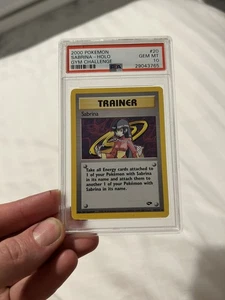 2000 POKEMON #20
SABRINA - HOLO GEM MT
GYM CHALLENGE 10
PSA 29043765
TRAINER
Sabrina
Take all Energy cards attached to
1 of your Pokémon with Sabrina
in its name and attach them to
another 1 of your Pokémon with
Sabrina in its name.